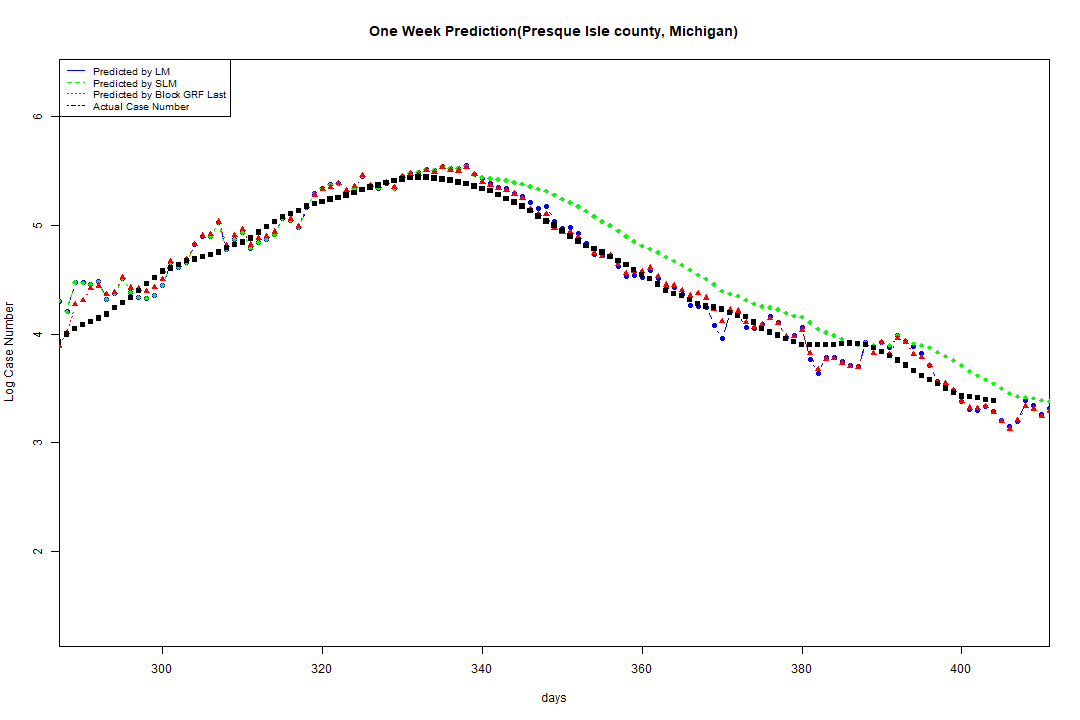 One Week Prediction(Presque Isle county, Michigan)
Predicted by LM
Predicted by SLM
Predicted by Block GRF Last
Actual Case Number
6
5
4
3
2
Log Case Number
300 320 340 360 380 400
days